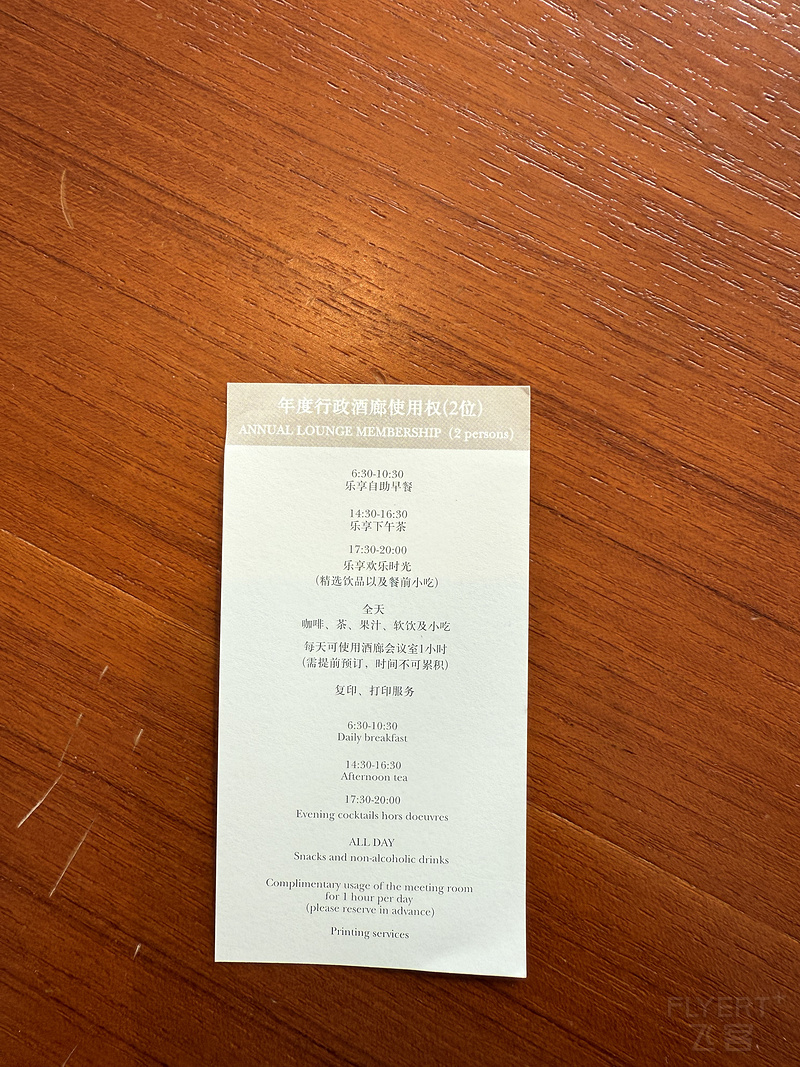 年度行政酒廊使用权(2位)
ANNUAL LOUNGE MEMBERSHIP (2 persons)
6:30-10:30
乐享自助早餐
14:30-16:30
乐享下午茶
17:30-20:00
乐享欢乐时光
(精选饮品以及餐前小吃)
全天
咖啡、茶、果汁、软饮及小吃
每天可使用酒廊会议室1小时
(需提前预订，时间不可累积)
复印、打印服务
6:30-10:30
Daily breakfast
14:30-16:30
Afternoon tea
17:30-20:00
Evening cocktails hors doeuvres
ALL DAY
Snacks and non-alcoholic drinks
Complimentary usage of the meeting room
for 1 hour per day
(please reserve in advance)
Printing services
FLYERT+
飞客